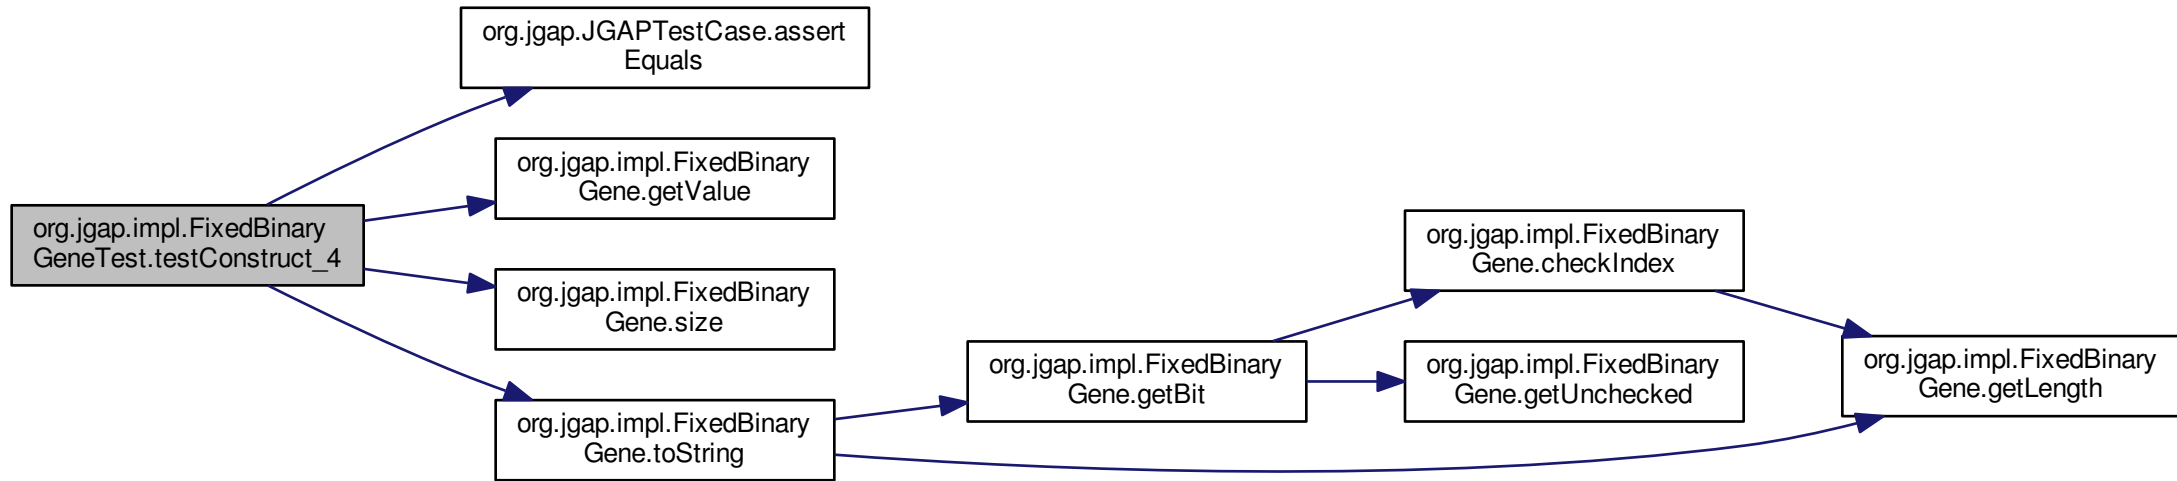 org.jgap.JGAPTestCase.assert
Equals
org.jgap.impl.FixedBinary
Gene.getValue
org.jgap.impl.FixedBinary
GeneTest.testConstruct_4
org.jgap.impl.FixedBinary
Gene.size
org.jgap.impl.FixedBinary
Gene.toString
org.jgap.impl.FixedBinary
Gene.getBit
org.jgap.impl.FixedBinary
Gene.checkIndex
org.jgap.impl.FixedBinary
Gene.getUnchecked
org.jgap.impl.FixedBinary
Gene.getLength